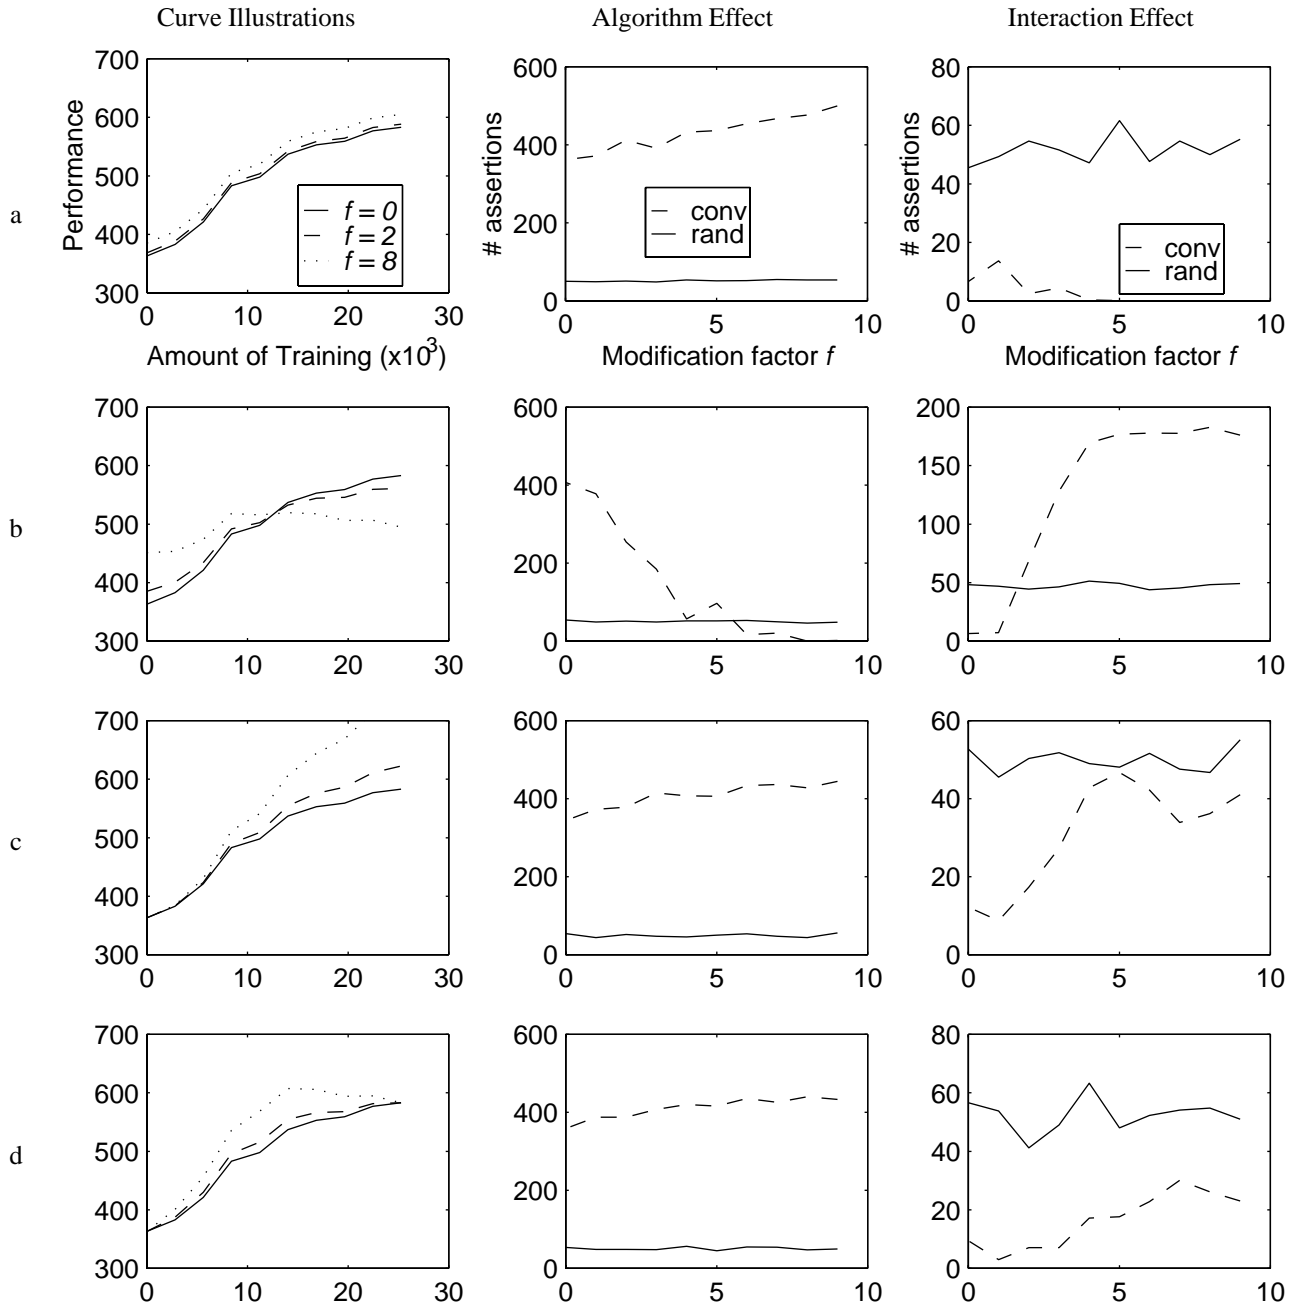 Curve Illustrations
Algorithm Effect
Interaction Effect
a
Performance
700
600
500
400
300
0 10 20 30
Amount of Training (x10³)
f = 0
f = 2
f = 8
# assertions
600
400
200
0
0 5 10
Modification factor f
conv
rand
# assertions
80
60
40
20
0
0 5 10
Modification factor f
conv
rand
b
700
600
500
400
300
0 10 20 30
600
400
200
0
0 5 10
200
150
100
50
0
0 5 10
c
700
600
500
400
300
0 10 20 30
600
400
200
0
0 5 10
60
40
20
0
0 5 10
d
700
600
500
400
300
0 10 20 30
600
400
200
0
0 5 10
80
60
40
20
0
0 5 10